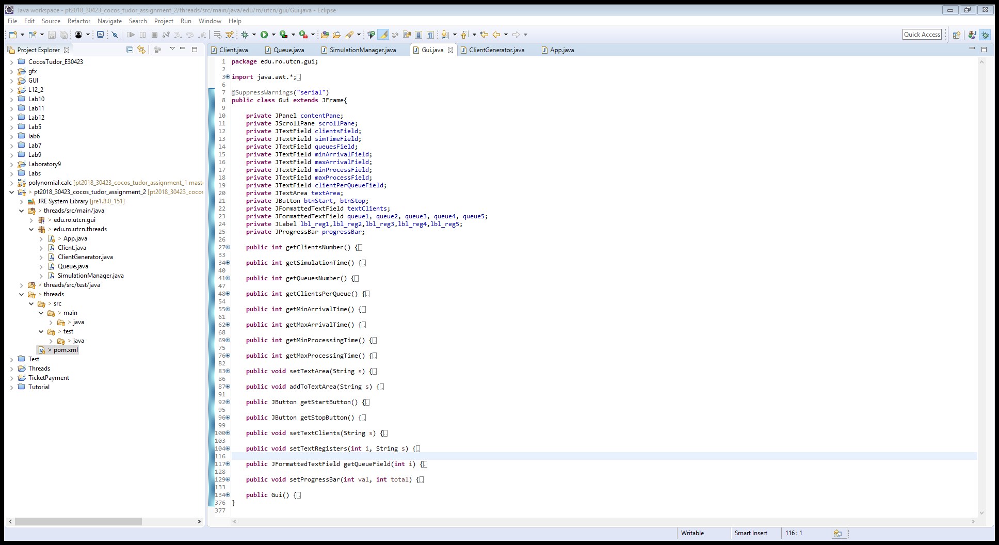 Java workspace - pt2018_30423_cocos_tudor_assignment_2/threads/src/main/java/edu/ro/utcn/gui/Gui.java - Eclipse
File Edit Source Refactor Navigate Search Project Run Window Help
Quick Access
Project Explorer
CocosTudor_E30423
gfx
GUI
L12_2
Lab10
Lab11
Lab12
Lab5
lab6
Lab7
Lab9
Laboratory9
Labs
polynomial.calc [pt2018_30423_cocos_tudor_assignment_1 maste
> pt2018_30423_cocos_tudor_assignment_2 [pt2018_30423_cocos
JRE System Library [jre1.8.0_151]
> threads/src/main/java
> edu.ro.utcn.gui
> edu.ro.utcn.threads
> App.java
Client.java
ClientGenerator.java
Queue.java
SimulationManager.java
> threads/src/test/java
> threads
> src
> main
> java
> test
> java
> pom.xml
Test
Threads
TicketPayment
Tutorial
Client.java Queue.java SimulationManager.java Gui.java ClientGenerator.java App.java
1 package edu.ro.utcn.gui;
2
3 import java.awt.*;
6
7 @SuppressWarnings("serial")
8 public class Gui extends JFrame{
9
10 private JPanel contentPane;
11 private JScrollPane scrollPane;
12 private JTextField clientsField;
13 private JTextField simTimeField;
14 private JTextField queuesField;
15 private JTextField minArrivalField;
16 private JTextField maxArrivalField;
17 private JTextField minProcessField;
18 private JTextField maxProcessField;
19 private JTextField clientPerQueueField;
20 private JTextArea textArea;
21 private JButton btnStart, btnStop;
22 private JFormattedTextField textClients;
23 private JFormattedTextField queue1, queue2, queue3, queue4, queue5;
24 private JLabel lbl_reg1,lbl_reg2,lbl_reg3,lbl_reg4,lbl_reg5;
25 private JProgressBar progressBar;
26
27 public int getClientsNumber() {
33
34 public int getSimulationTime() {
40
41 public int getQueuesNumber() {
47
48 public int getClientsPerQueue() {
54
55 public int getMinArrivalTime() {
61
62 public int getMaxArrivalTime() {
68
69 public int getMinProcessingTime() {
75
76 public int getMaxProcessingTime() {
82
83 public void setTextArea(String s) {
86
87 public void addToTextArea(String s) {
91
92 public JButton getStartButton() {
95
96 public JButton getStopButton() {
99
100 public void setTextClients(String s) {
103
104 public void setTextRegisters(int i, String s) {
116
117 public JFormattedTextField getQueueField(int i) {
128
129 public void setProgressBar(int val, int total) {
133
134 public Gui() {
376 }
377
Writable Smart Insert 116 : 1